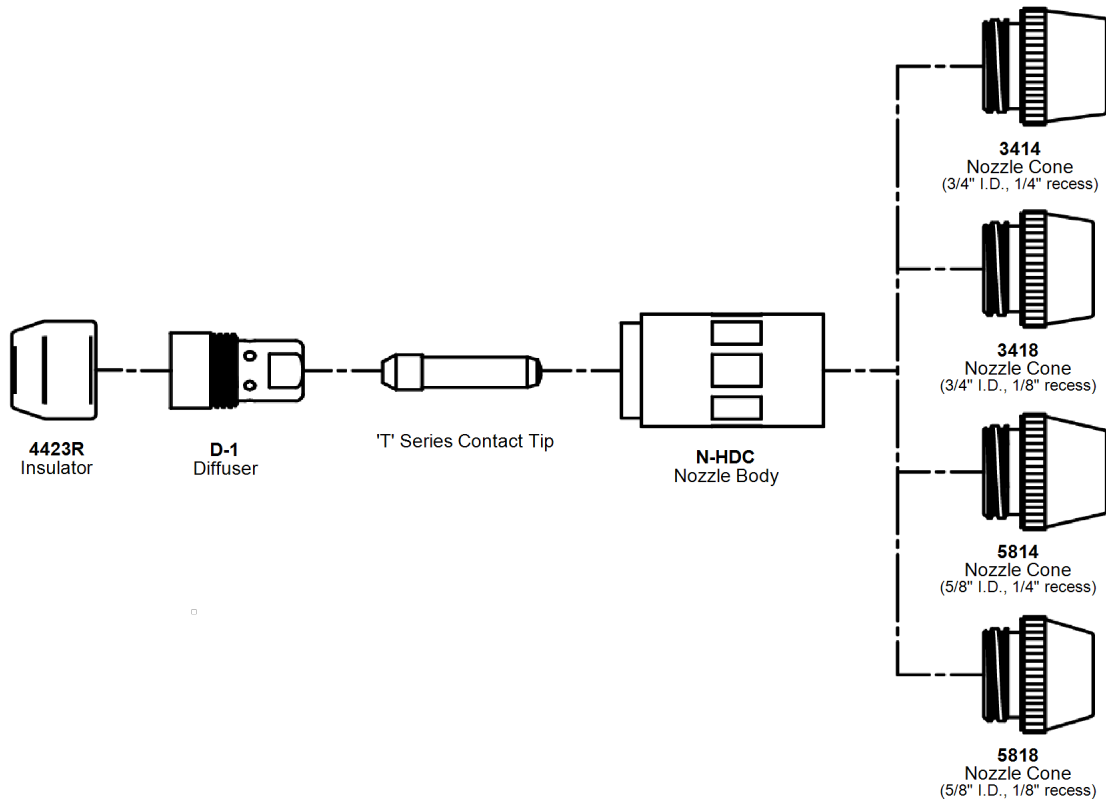 4423R
Insulator
D-1
Diffuser
'T' Series Contact Tip
N-HDC
Nozzle Body
3414
Nozzle Cone
(3/4" I.D., 1/4" recess)
3418
Nozzle Cone
(3/4" I.D., 1/8" recess)
5814
Nozzle Cone
(5/8" I.D., 1/4" recess)
5818
Nozzle Cone
(5/8" I.D., 1/8" recess)